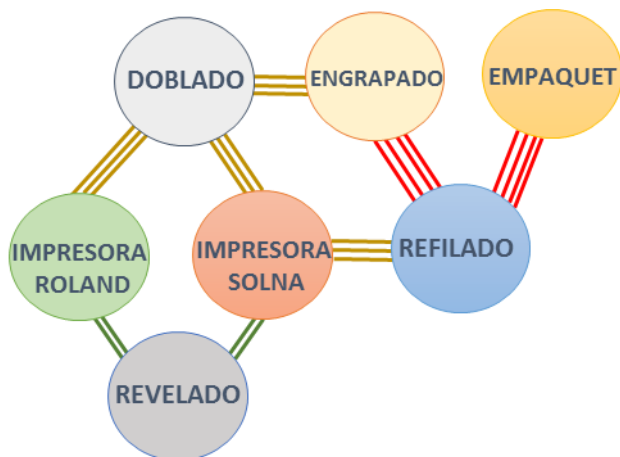 DOBLADO
ENGRAPADO
EMPAQUET
IMPRESORA
ROLAND
IMPRESORA
SOLNA
REFILADO
REVELADO